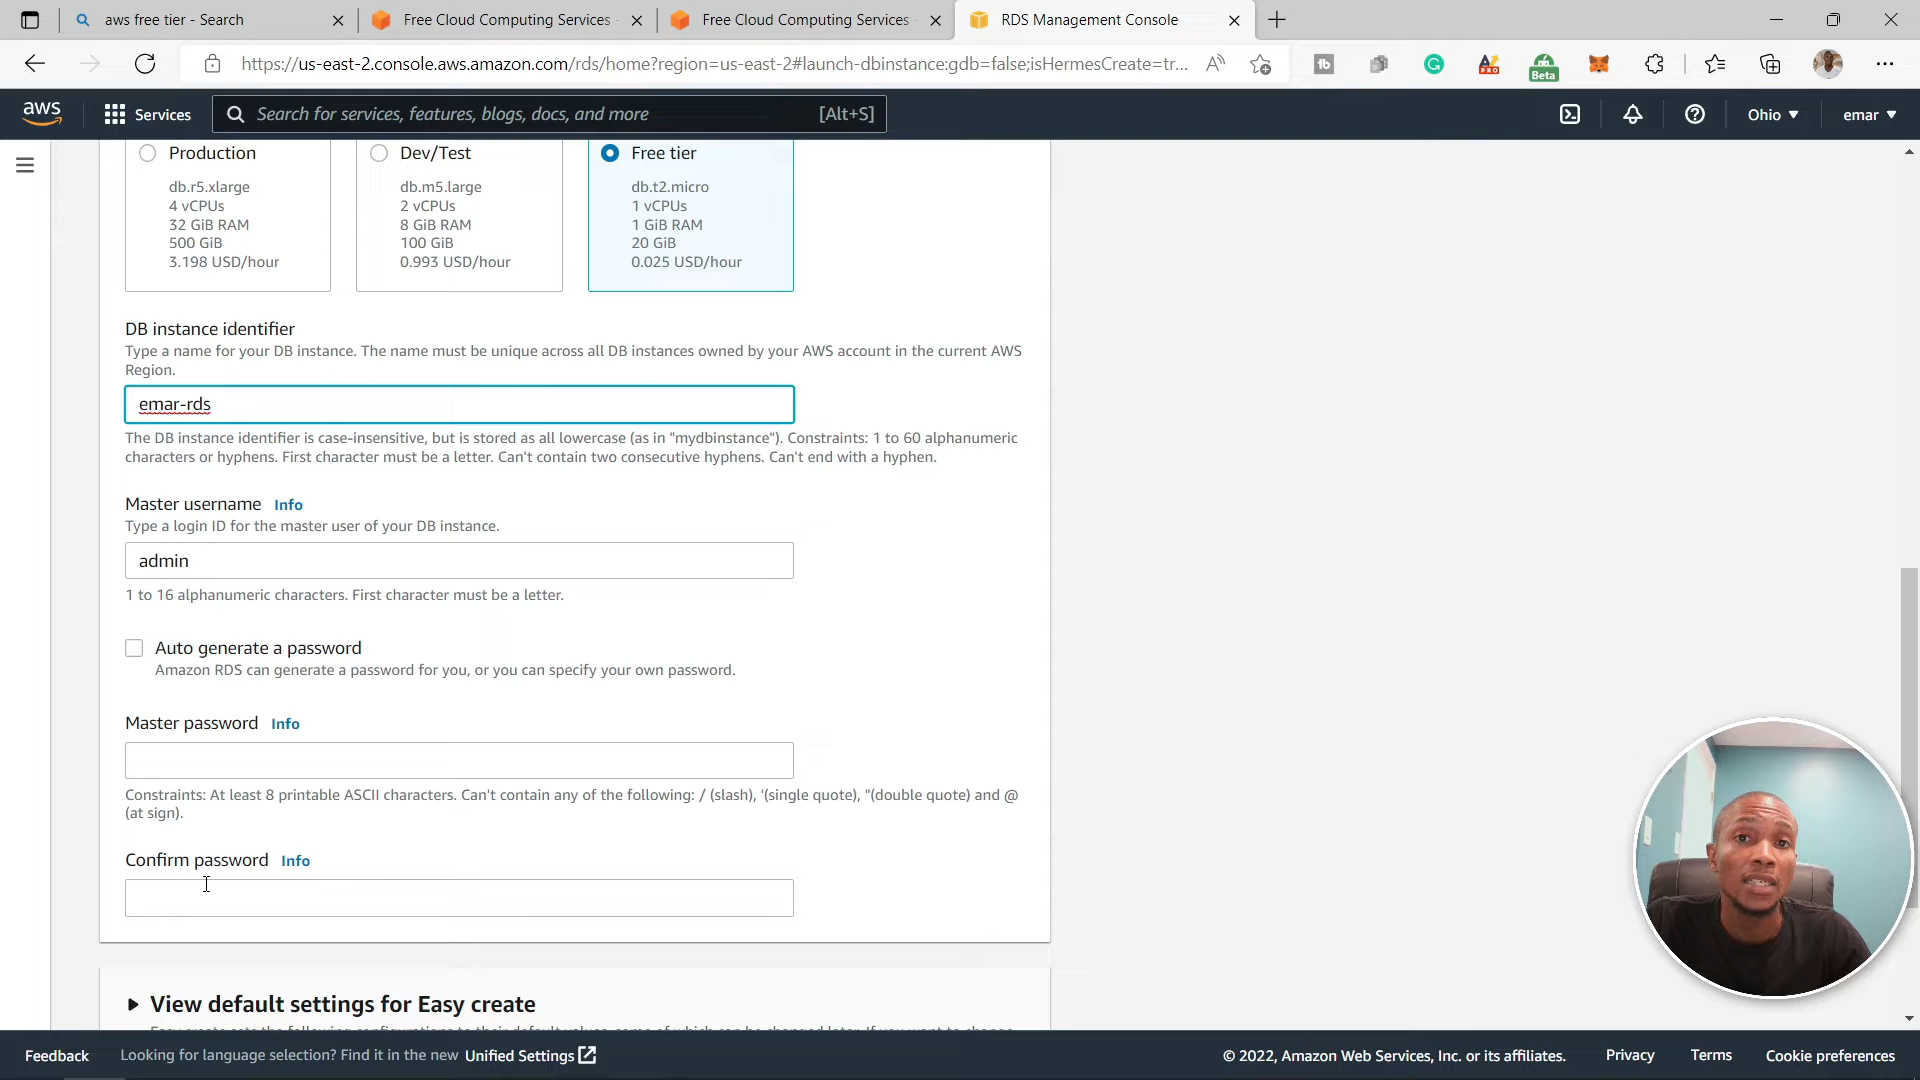 aws free tier - Search
Free Cloud Computing Services -
Free Cloud Computing Services -
RDS Management Console
https://us-east-2.console.aws.amazon.com/rds/home?region=us-east-2#launch-dbinstance:gdb=false;isHermesCreate=tr...
Beta
aws
Services
Search for services, features, blogs, docs, and more
[Alt+S]
Ohio
emar
Production
db.r5.xlarge
4 vCPUs
32 GiB RAM
500 GiB
3.198 USD/hour
Dev/Test
db.m5.large
2 vCPUs
8 GiB RAM
100 GiB
0.993 USD/hour
Free tier
db.t2.micro
1 vCPUs
1 GiB RAM
20 GiB
0.025 USD/hour
DB instance identifier
Type a name for your DB instance. The name must be unique across all DB instances owned by your AWS account in the current AWS
Region.
emar-rds
The DB instance identifier is case-insensitive, but is stored as all lowercase (as in "mydbinstance"). Constraints: 1 to 60 alphanumeric
characters or hyphens. First character must be a letter. Can't contain two consecutive hyphens. Can't end with a hyphen.
Master username Info
Type a login ID for the master user of your DB instance.
admin
1 to 16 alphanumeric characters. First character must be a letter.
Auto generate a password
Amazon RDS can generate a password for you, or you can specify your own password.
Master password Info
Constraints: At least 8 printable ASCII characters. Can't contain any of the following: / (slash), '(single quote), "(double quote) and @
(at sign).
Confirm password Info
View default settings for Easy create
Feedback
Looking for language selection? Find it in the new Unified Settings
© 2022, Amazon Web Services, Inc. or its affiliates.
Privacy
Terms
Cookie preferences